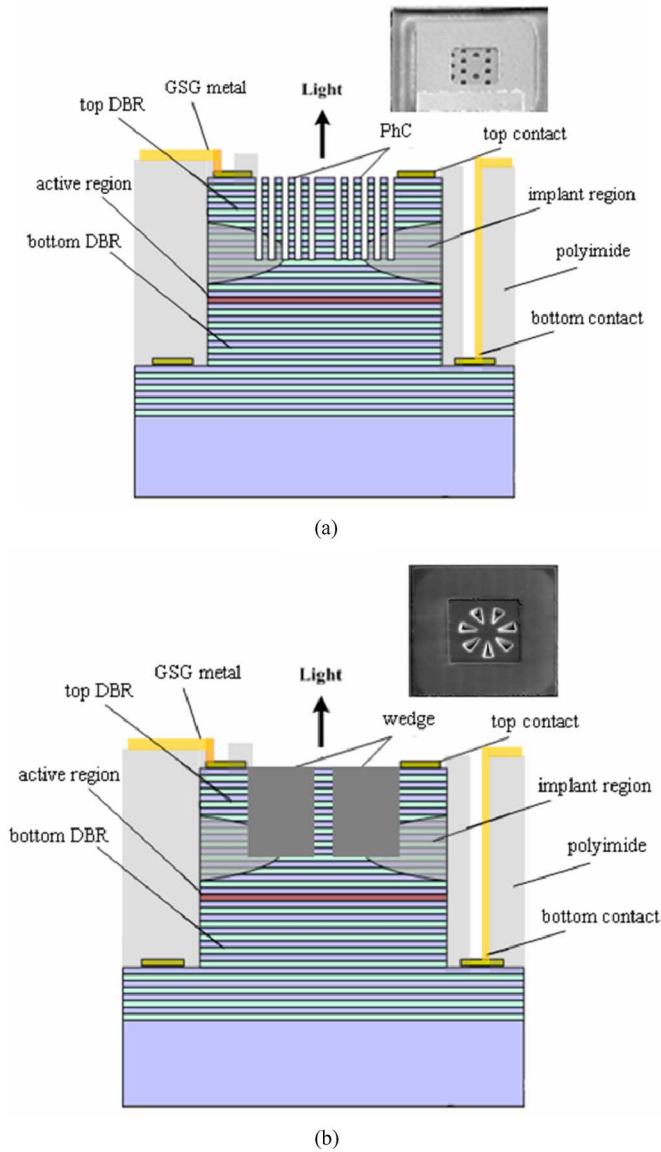 GSG metal
top DBR
Light
PhC
top contact
active region
implant region
bottom DBR
polyimide
bottom contact
(a)
GSG metal
Light
top DBR
wedge
top contact
active region
implant region
bottom DBR
polyimide
bottom contact
(b)